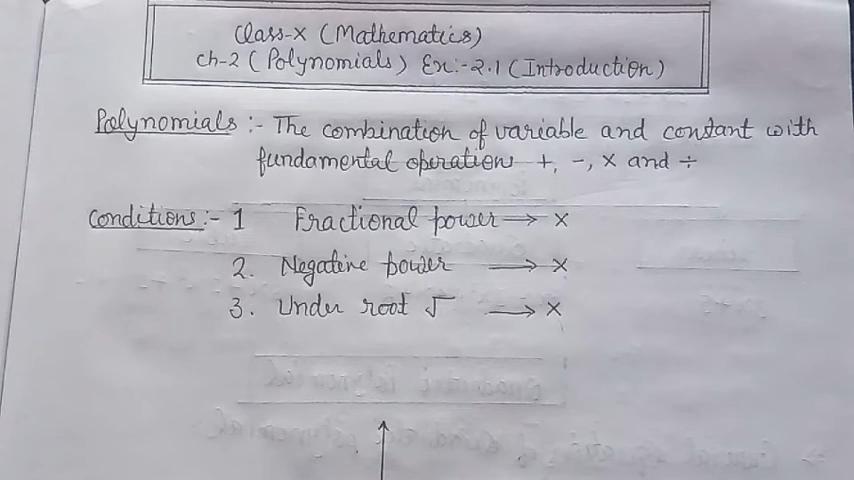 Class-X (Mathematics)
Ch-2 (Polynomials) Ex:-2.1 (Introduction)
Polynomials :- The combination of variable and constant with
fundamental operation +, -, × and ÷
Conditions:- 1 Fractional power → ×
2. Negative power → ×
3. Under root √ → ×